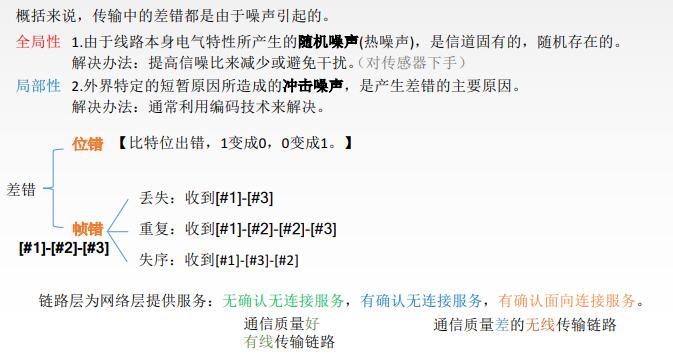 概括来说，传输中的差错都是由于噪声引起的。
全局性 1.由于线路本身电气特性所产生的随机噪声(热噪声)，是信道固有的，随机存在的。
解决办法：提高信噪比来减少或避免干扰。（对传感器下手）
局部性 2.外界特定的短暂原因所造成的冲击噪声，是产生差错的主要原因。
解决办法：通常利用编码技术来解决。
位错 【比特位出错，1变成0，0变成1。】
差错
丢失：收到[#1]-[#3]
帧错 重复：收到[#1]-[#2]-[#2]-[#3]
[#1]-[#2]-[#3]
失序：收到[#1]-[#3]-[#2]
链路层为网络层提供服务：无确认无连接服务，有确认无连接服务，有确认面向连接服务。
通信质量好 通信质量差的无线传输链路
有线传输链路